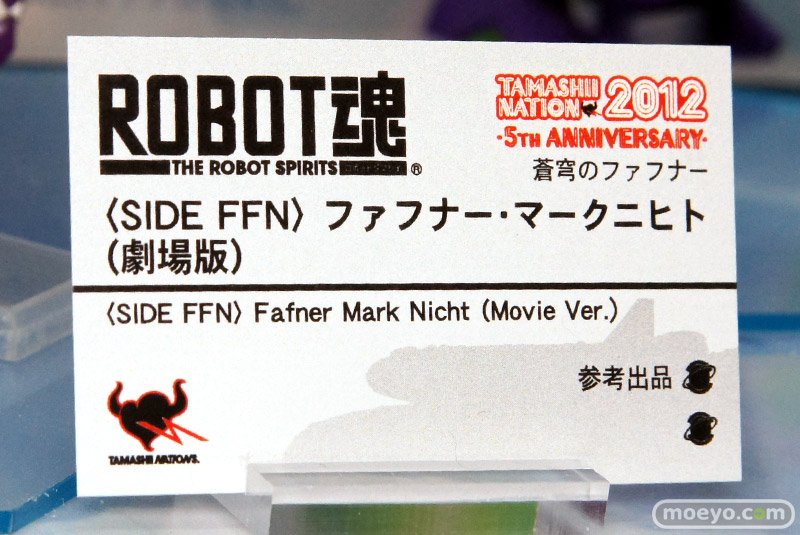 ROBOT魂
THE ROBOT SPIRITS ®
TAMASHII
NATION 2012
・5TH ANNIVERSARY・
蒼穹のファフナー
〈SIDE FFN〉 ファフナー・マークニヒト
(劇場版)
〈SIDE FFN〉 Fafner Mark Nicht (Movie Ver.)
参考出品
TAMASHII NATIONS.
moeyo.com